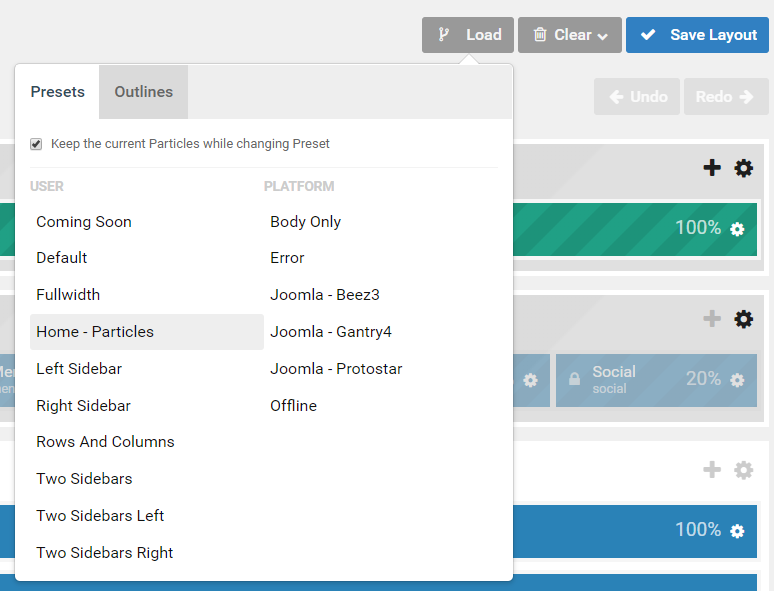 Load
Clear
Save Layout
Presets
Outlines
Undo
Redo
Keep the current Particles while changing Preset
USER
PLATFORM
Coming Soon
Body Only
Default
Error
Fullwidth
Joomla - Beez3
Home - Particles
Joomla - Gantry4
Left Sidebar
Joomla - Protostar
Right Sidebar
Offline
Rows And Columns
Two Sidebars
Two Sidebars Left
Two Sidebars Right
100%
Social
social
20%
100%